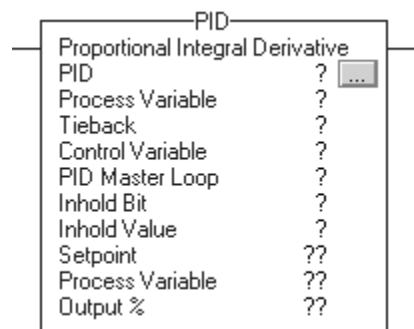 PID
Proportional Integral Derivative
PID ? ...
Process Variable ?
Tieback ?
Control Variable ?
PID Master Loop ?
Inhold Bit ?
Inhold Value ?
Setpoint ??
Process Variable ??
Output % ??